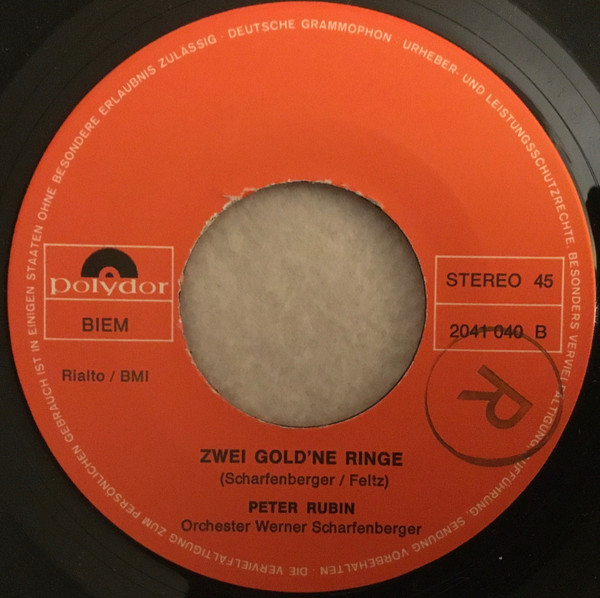 DEUTSCHE GRAMMOPHON · URHEBER- UND LEISTUNGSSCHUTZRECHTE, BESONDERS VERVIELFÄLTIGUNG, AUFFÜHRUNG, SENDUNG VORBEHALTEN · DIE VERVIELFÄLTIGUNG ZUM PERSÖNLICHEN GEBRAUCH IST IN EINIGEN STAATEN OHNE BESONDERE ERLAUBNIS ZULÄSSIG ·
polydor
BIEM
Rialto / BMI
STEREO 45
2041 040 B
R
ZWEI GOLD'NE RINGE
(Scharfenberger / Feltz)
PETER RUBIN
Orchester Werner Scharfenberger